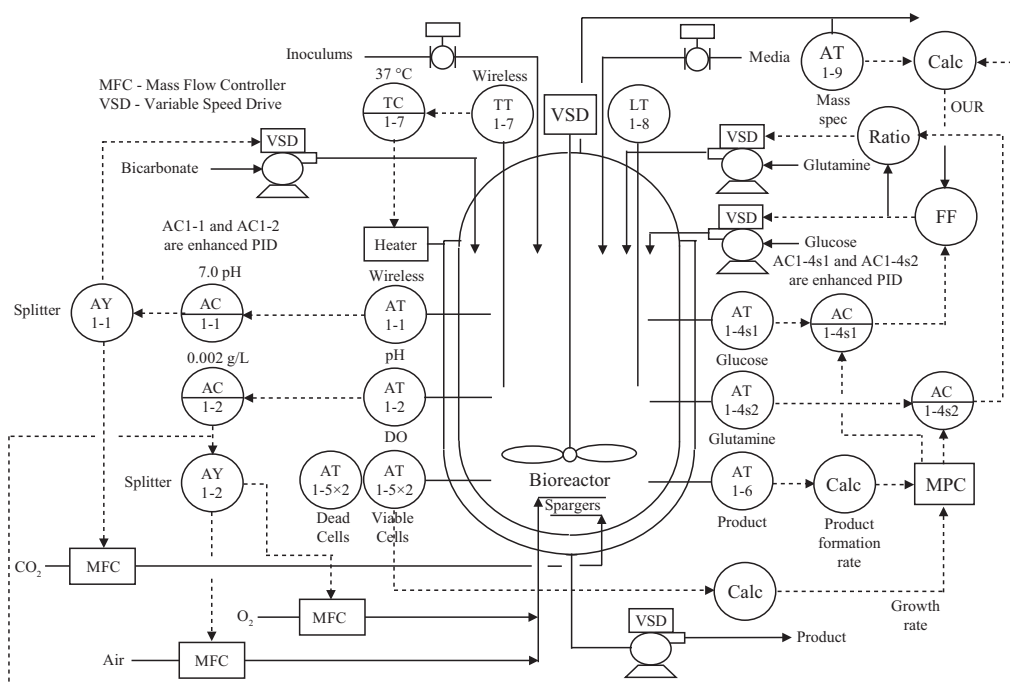 Inoculums
Media
AT
1-9
Mass
spec
Calc
OUR
MFC - Mass Flow Controller
VSD - Variable Speed Drive
37 °C
TC
1-7
Wireless
TT
1-7
VSD
LT
1-8
VSD
Bicarbonate
VSD
Glutamine
Ratio
VSD
Glucose
FF
AC1-1 and AC1-2
are enhanced PID
Heater
AC1-4s1 and AC1-4s2
are enhanced PID
7.0 pH
Wireless
Splitter
AY
1-1
AC
1-1
AT
1-1
pH
AT
1-4s1
Glucose
AC
1-4s1
0.002 g/L
AC
1-2
AT
1-2
DO
AT
1-4s2
Glutamine
AC
1-4s2
Splitter
AY
1-2
AT
1-5×2
Dead
Cells
AT
1-5×2
Viable
Cells
Bioreactor
Spargers
AT
1-6
Product
Calc
Product
formation
rate
MPC
CO2
MFC
Calc
Growth
rate
O2
MFC
VSD
Product
Air
MFC